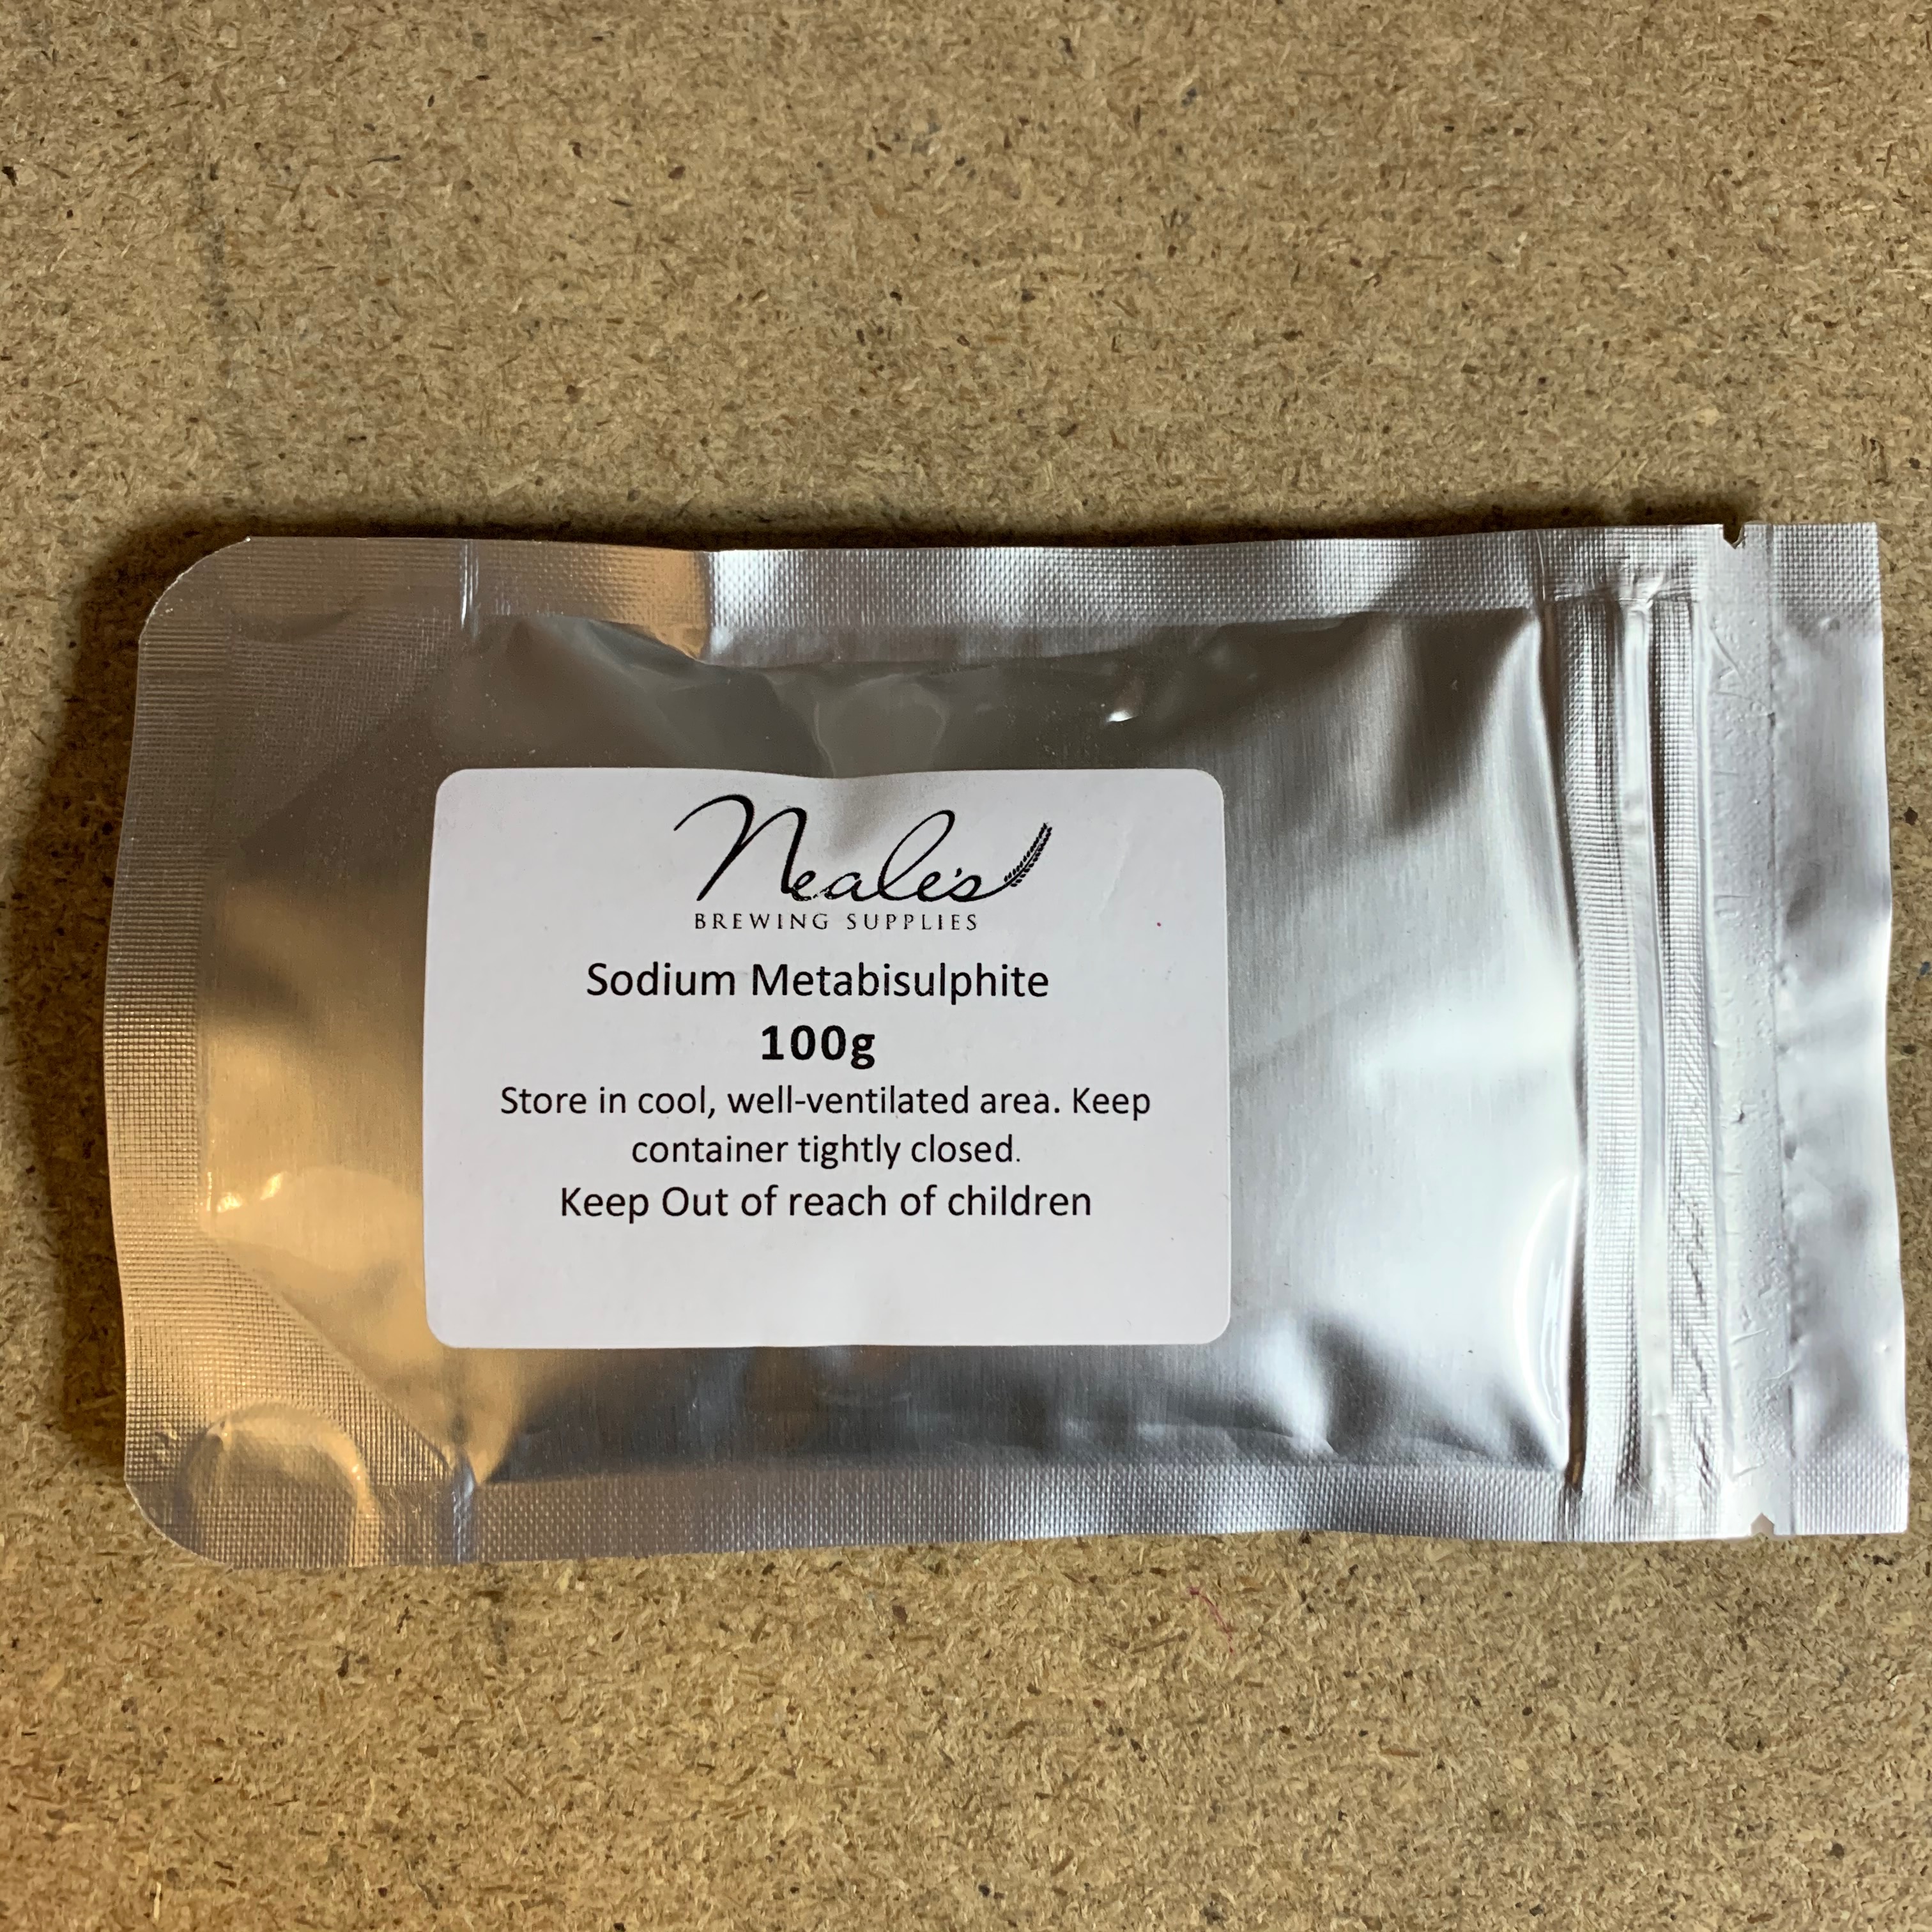 Neale's
BREWING SUPPLIES
Sodium Metabisulphite
100g
Store in cool, well-ventilated area. Keep
container tightly closed.
Keep Out of reach of children